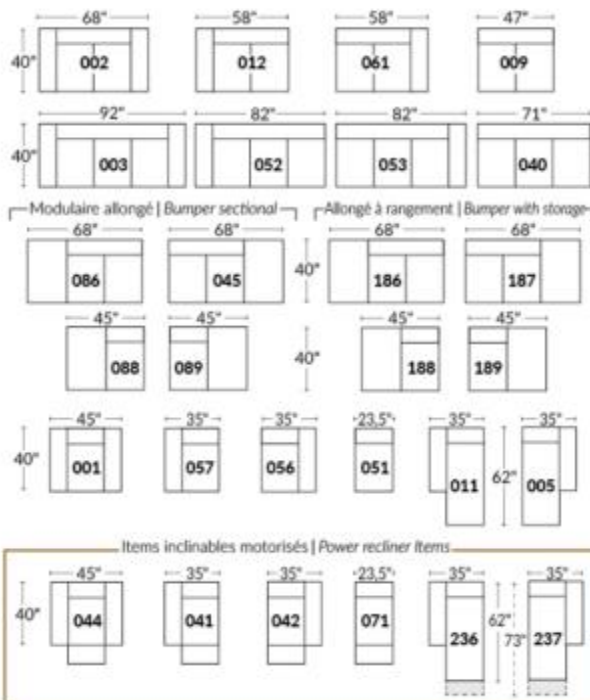 68" 58" 58" 47"
40" 002 012 061 009
92" 82" 82" 71"
40" 003 052 053 040
Modulaire allongé | Bumper sectional Allongé à rangement | Bumper with storage
68" 68" 68" 68"
086 045 40" 186 187
45" 45" 45" 45"
088 089 40" 188 189
45" 35" 35" 23,5" 35" 35"
40" 001 057 056 051 011 62" 005
Items inclinables motorisés | Power recliner Items
45" 35" 35" 23,5" 35" 35"
40" 044 041 042 071 236 62" 73" 237